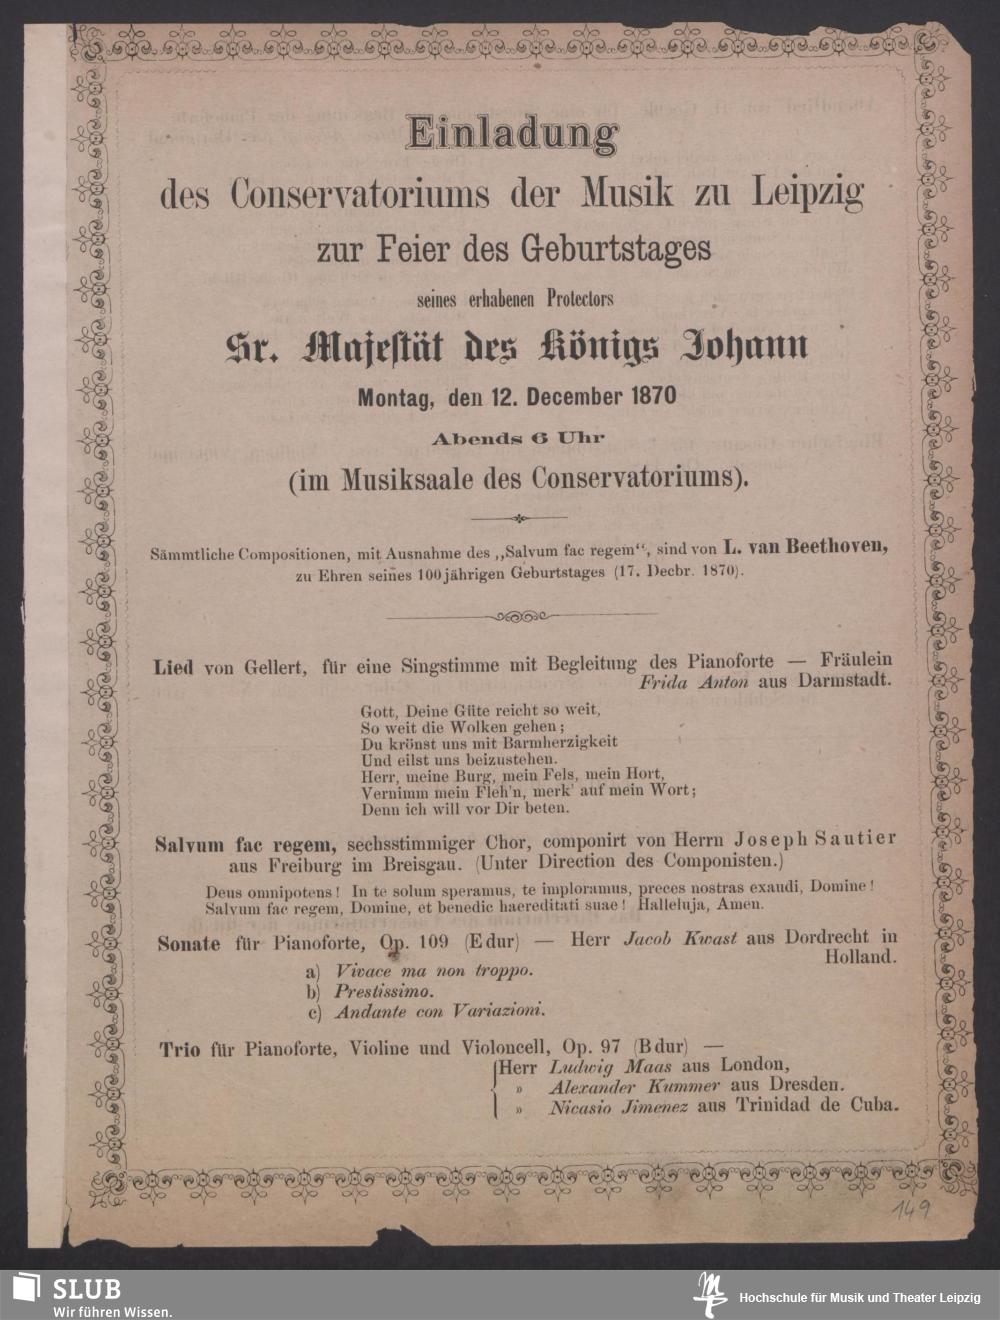 Einladung
des Conservatoriums der Musik zu Leipzig
zur Feier des Geburtstages
seines erhabenen Protectors
Sr. Majestät des Königs Johann
Montag, den 12. December 1870
Abends 6 Uhr
(im Musiksaale des Conservatoriums).
Sämmtliche Compositionen, mit Ausnahme des „Salvum fac regem“, sind von L. van Beethoven,
zu Ehren seines 100jährigen Geburtstages (17. Decbr. 1870).
Lied von Gellert, für eine Singstimme mit Begleitung des Pianoforte — Fräulein
Frida Anton aus Darmstadt.
Gott, Deine Güte reicht so weit,
So weit die Wolken gehen;
Du krönst uns mit Barmherzigkeit
Und eilst uns beizustehen.
Herr, meine Burg, mein Fels, mein Hort,
Vernimm mein Fleh'n, merk' auf mein Wort;
Denn ich will vor Dir beten.
Salvum fac regem, sechsstimmiger Chor, componirt von Herrn Joseph Sautier
aus Freiburg im Breisgau. (Unter Direction des Componisten.)
Deus omnipotens! In te solum speramus, te imploramus, preces nostras exaudi, Domine!
Salvum fac regem, Domine, et benedic haereditati suae! Halleluja, Amen.
Sonate für Pianoforte, Op. 109 (Edur) — Herr Jacob Kwast aus Dordrecht in
Holland.
a) Vivace ma non troppo.
b) Prestissimo.
c) Andante con Variazioni.
Trio für Pianoforte, Violine und Violoncell, Op. 97 (Bdur) —
Herr Ludwig Maas aus London,
» Alexander Kummer aus Dresden.
» Nicasio Jimenez aus Trinidad de Cuba.
149
SLUB
Wir führen Wissen.
Hochschule für Musik und Theater Leipzig